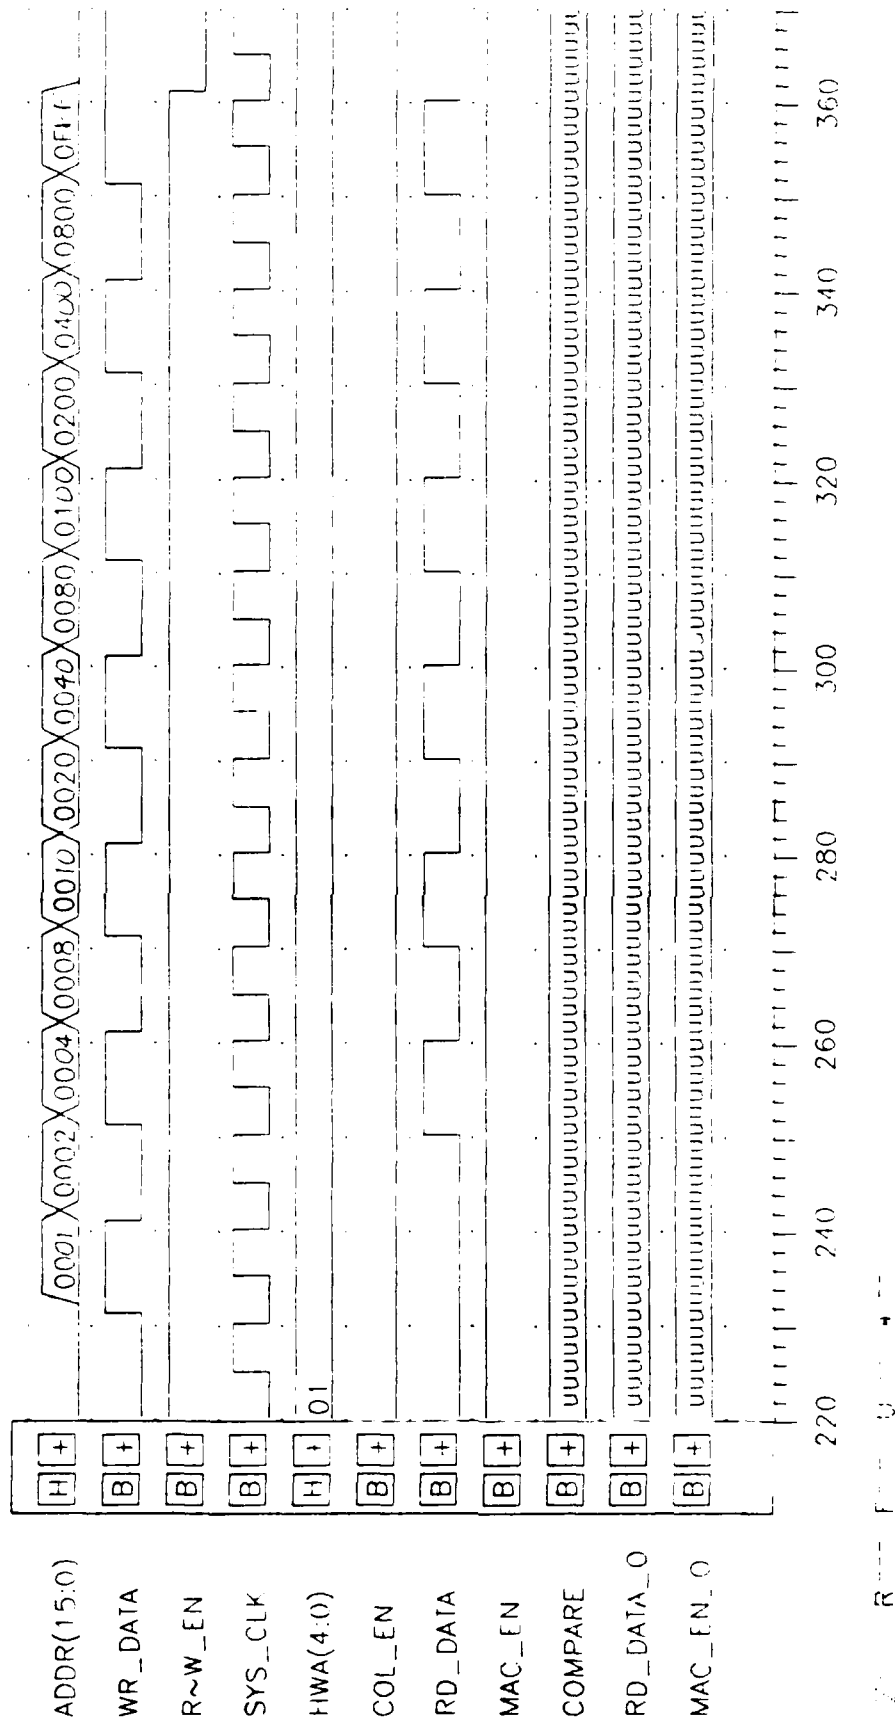 ADDR(15:0) H + 0001 0002 0004 0008 0010 0020 0040 0080 0100 0200 0400 0800
WR_DATA B +
R~W_EN B +
SYS_CLK B +
HWA(4:0) H + 01
COL_EN B +
RD_DATA B +
MAC_EN B +
COMPARE B +
RD_DATA_O B +
MAC_EN_O B +
220 240 260 280 300 320 340 360